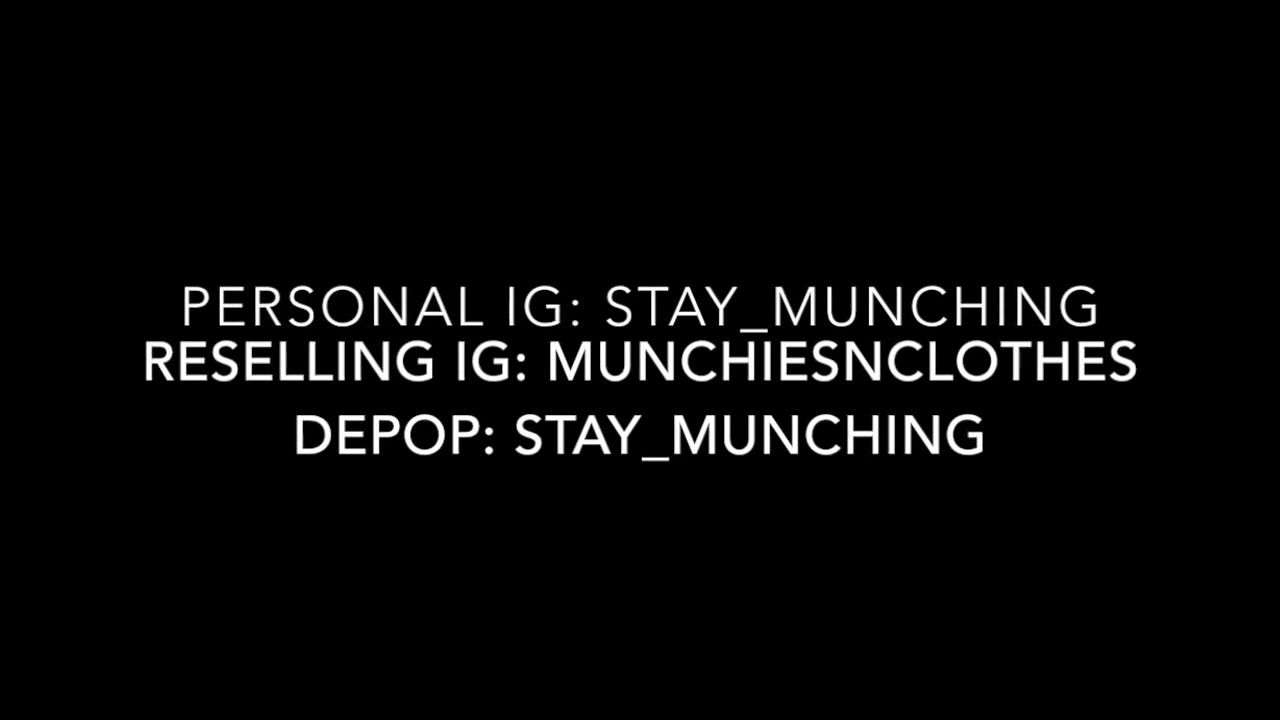 PERSONAL IG: STAY_MUNCHING
RESELLING IG: MUNCHIESNCLOTHES
DEPOP: STAY_MUNCHING